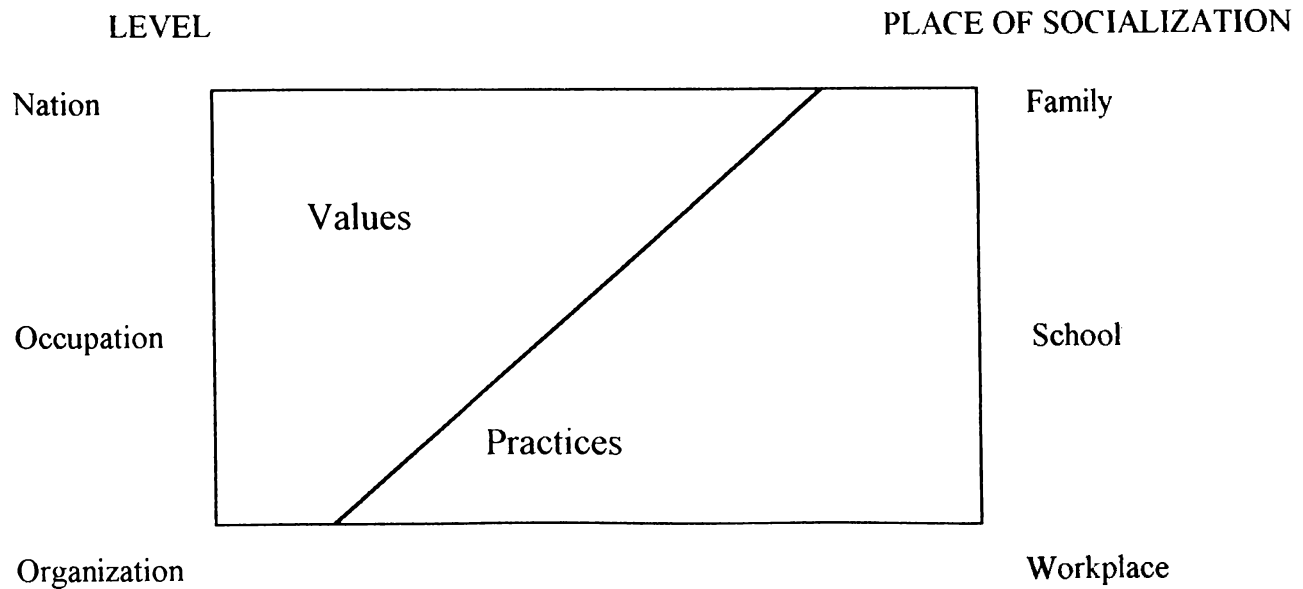 LEVEL PLACE OF SOCIALIZATION
Nation Family
Values
Occupation School
Practices
Organization Workplace